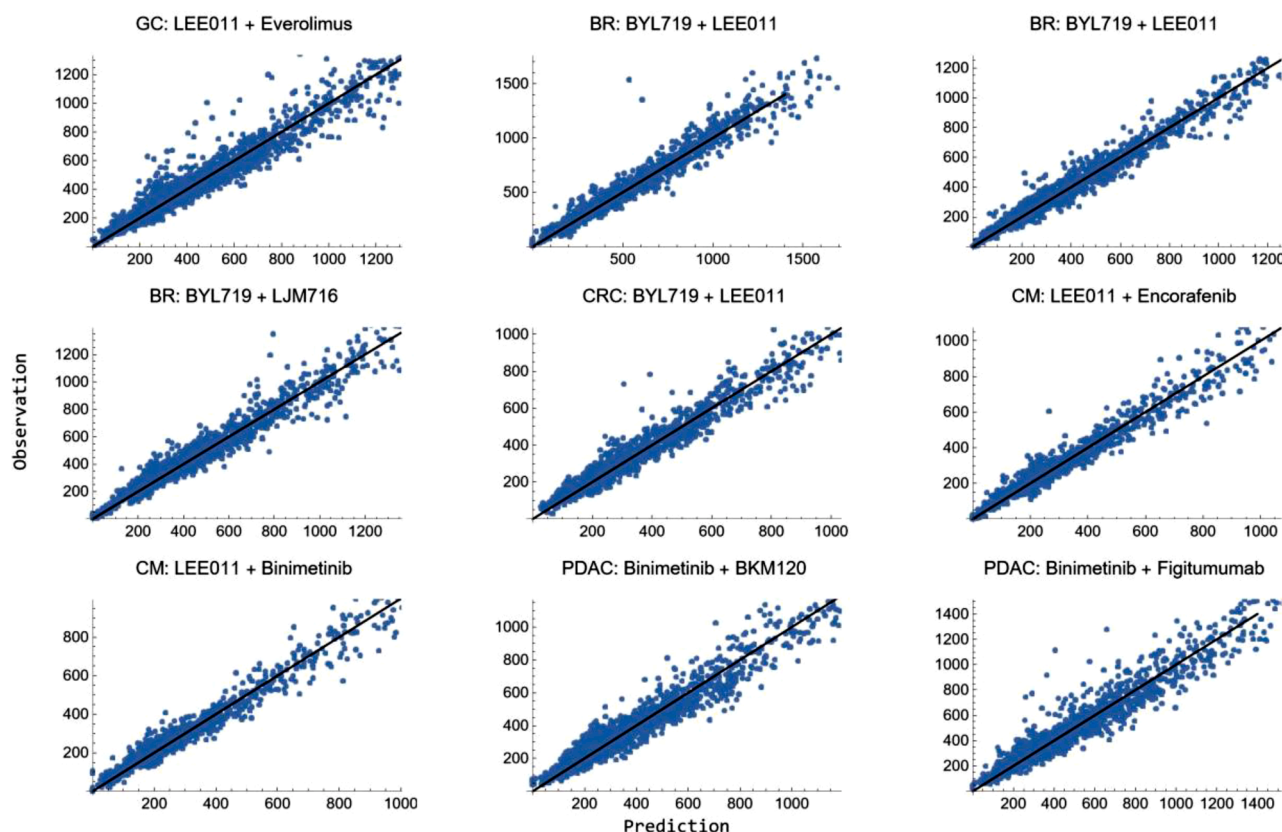 GC: LEE011 + Everolimus
BR: BYL719 + LEE011
BR: BYL719 + LEE011
1200
1000
800
600
400
200
200 400 600 800 1000 1200
1500
1000
500
500 1000 1500
1200
1000
800
600
400
200
200 400 600 800 1000 1200
BR: BYL719 + LJM716
CRC: BYL719 + LEE011
CM: LEE011 + Encorafenib
Observation
1200
1000
800
600
400
200
200 400 600 800 1000 1200
1000
800
600
400
200
200 400 600 800 1000
1000
800
600
400
200
200 400 600 800 1000
CM: LEE011 + Binimetinib
PDAC: Binimetinib + BKM120
PDAC: Binimetinib + Figitumumab
800
600
400
200
200 400 600 800 1000
1000
800
600
400
200
200 400 600 800 1000
1400
1200
1000
800
600
400
200
200 400 600 800 1000 1200 1400
Prediction